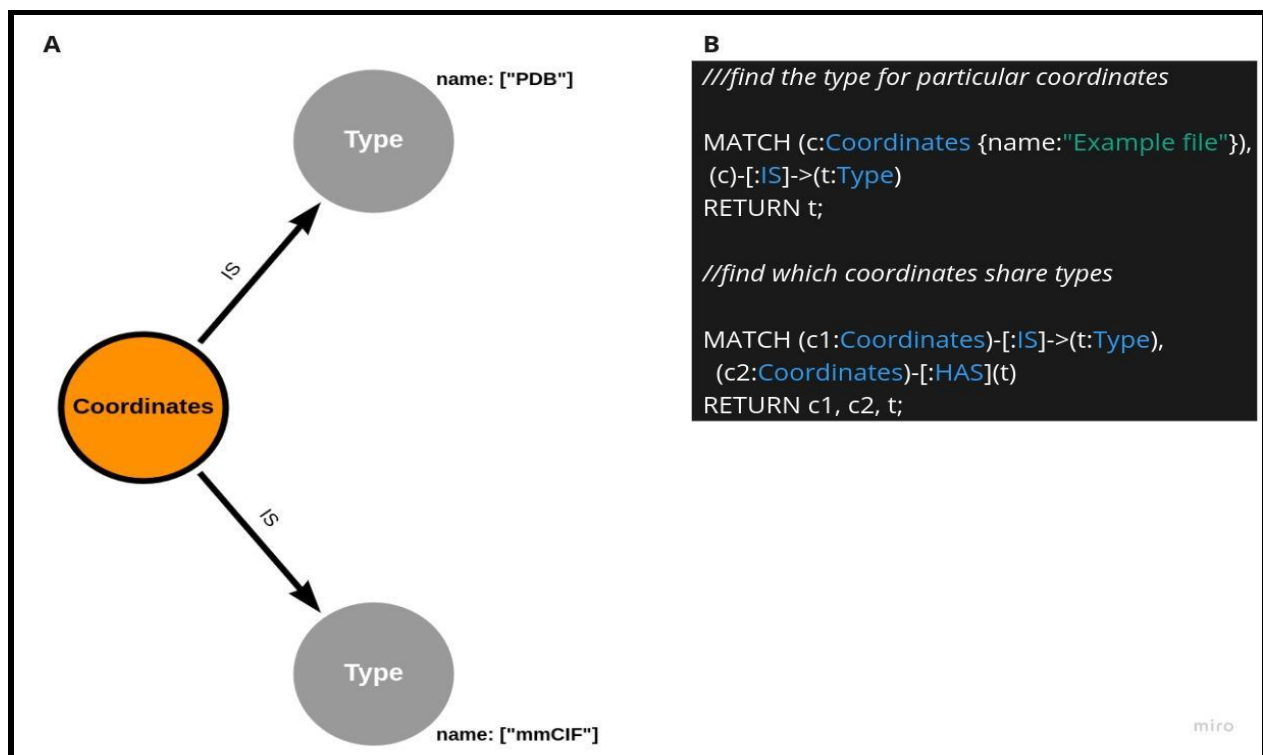 A
name: ["PDB"]
Type
IS
Coordinates
IS
Type
name: ["mmCIF"]
B
///find the type for particular coordinates
MATCH (c:Coordinates {name:"Example file"}),
(c)-[:IS]->(t:Type)
RETURN t;
//find which coordinates share types
MATCH (c1:Coordinates)-[:IS]->(t:Type),
(c2:Coordinates)-[:HAS](t)
RETURN c1, c2, t;
miro